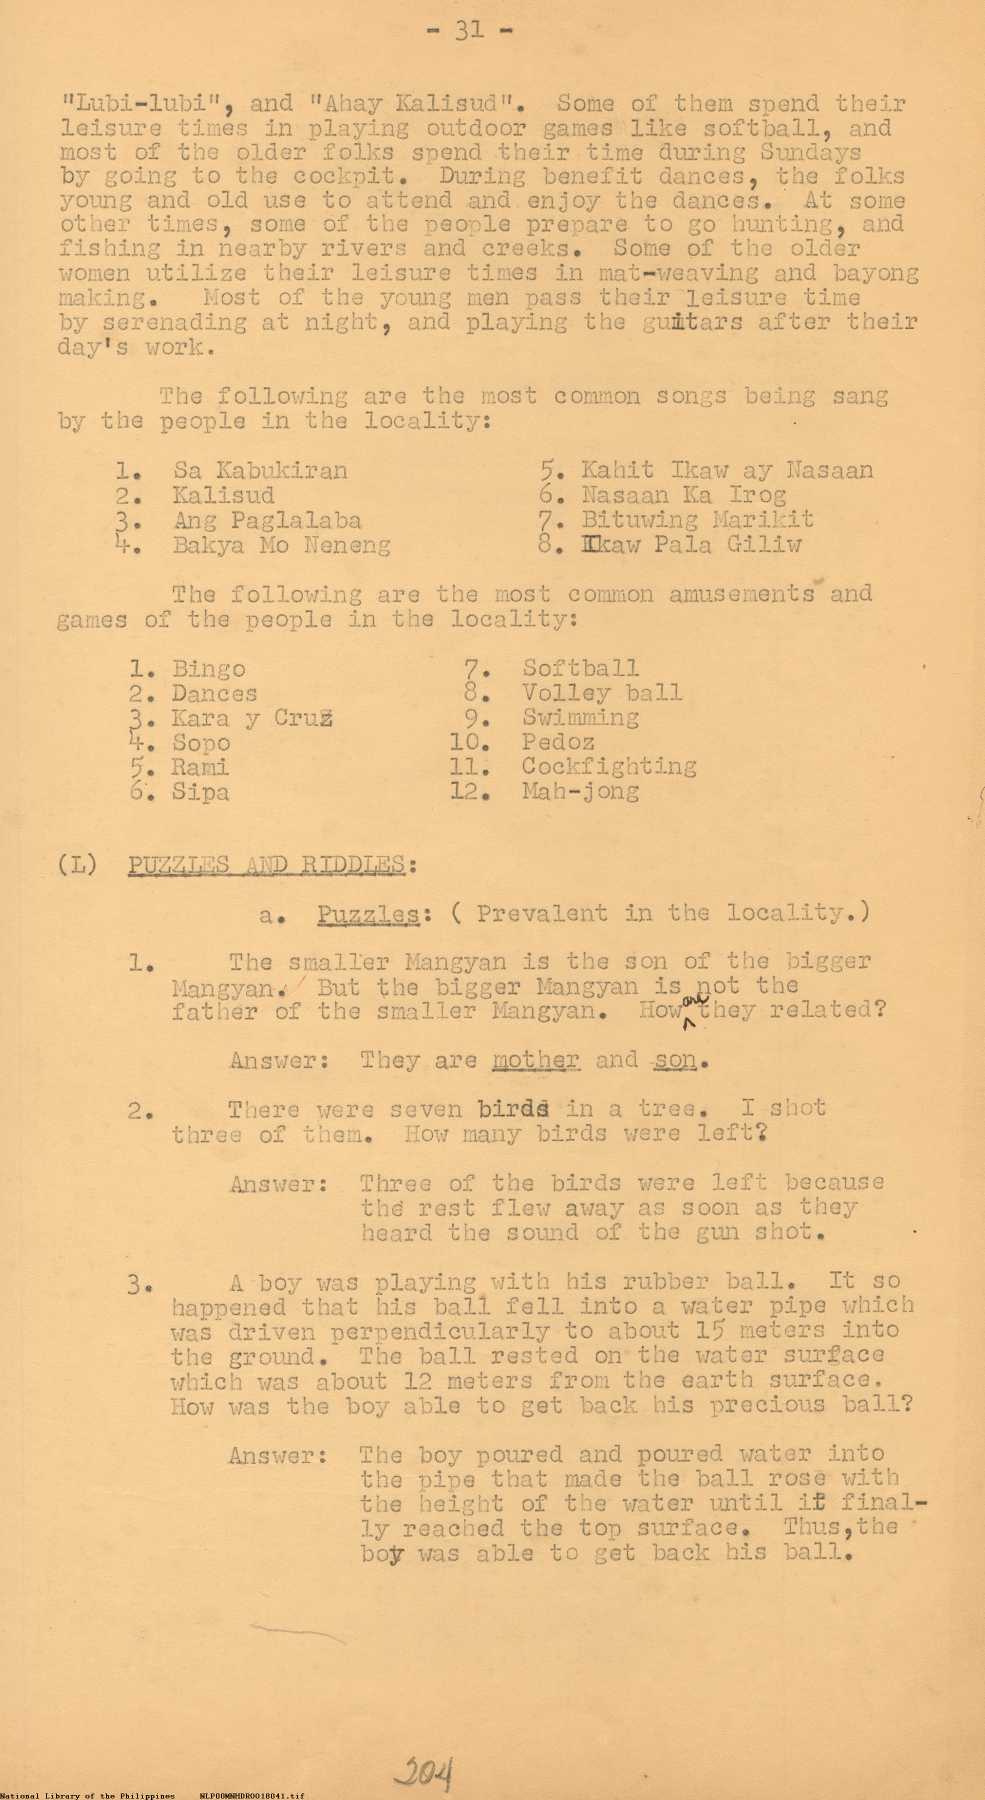 - 31 -
"Lubi-lubi", and "Ahay Kalisud". Some of them spend their
leisure times in playing outdoor games like softball, and
most of the older folks spend their time during Sundays
by going to the cockpit. During benefit dances, the folks
young and old use to attend and enjoy the dances. At some
other times, some of the people prepare to go hunting, and
fishing in nearby rivers and creeks. Some of the older
women utilize their leisure times in mat-weaving and bayong
making. Most of the young men pass their leisure time
by serenading at night, and playing the guitars after their
day's work.
The following are the most common songs being sang
by the people in the locality:
1. Sa Kabukiran 5. Kahit Ikaw ay Nasaan
2. Kalisud 6. Nasaan Ka Irog
3. Ang Paglalaba 7. Bituwing Marikit
4. Bakya Mo Neneng 8. Ikaw Pala Giliw
The following are the most common amusements and
games of the people in the locality:
1. Bingo 7. Softball
2. Dances 8. Volley ball
3. Kara y Cruz 9. Swimming
4. Sopo 10. Pedoz
5. Rami 11. Cockfighting
6. Sipa 12. Mah-jong
(L) PUZZLES AND RIDDLES:
a. Puzzles: ( Prevalent in the locality.)
1. The smaller Mangyan is the son of the bigger
Mangyan. But the bigger Mangyan is not the
father of the smaller Mangyan. How are they related?
Answer: They are mother and son.
2. There were seven birds in a tree. I shot
three of them. How many birds were left?
Answer: Three of the birds were left because
the rest flew away as soon as they
heard the sound of the gun shot.
3. A boy was playing with his rubber ball. It so
happened that his ball fell into a water pipe which
was driven perpendicularly to about 15 meters into
the ground. The ball rested on the water surface
which was about 12 meters from the earth surface.
How was the boy able to get back his precious ball?
Answer: The boy poured and poured water into
the pipe that made the ball rose with
the height of the water until it final-
ly reached the top surface. Thus,the
boy was able to get back his ball.
204
National Library of the Philippines NLPOOMNHDR0018041.tif